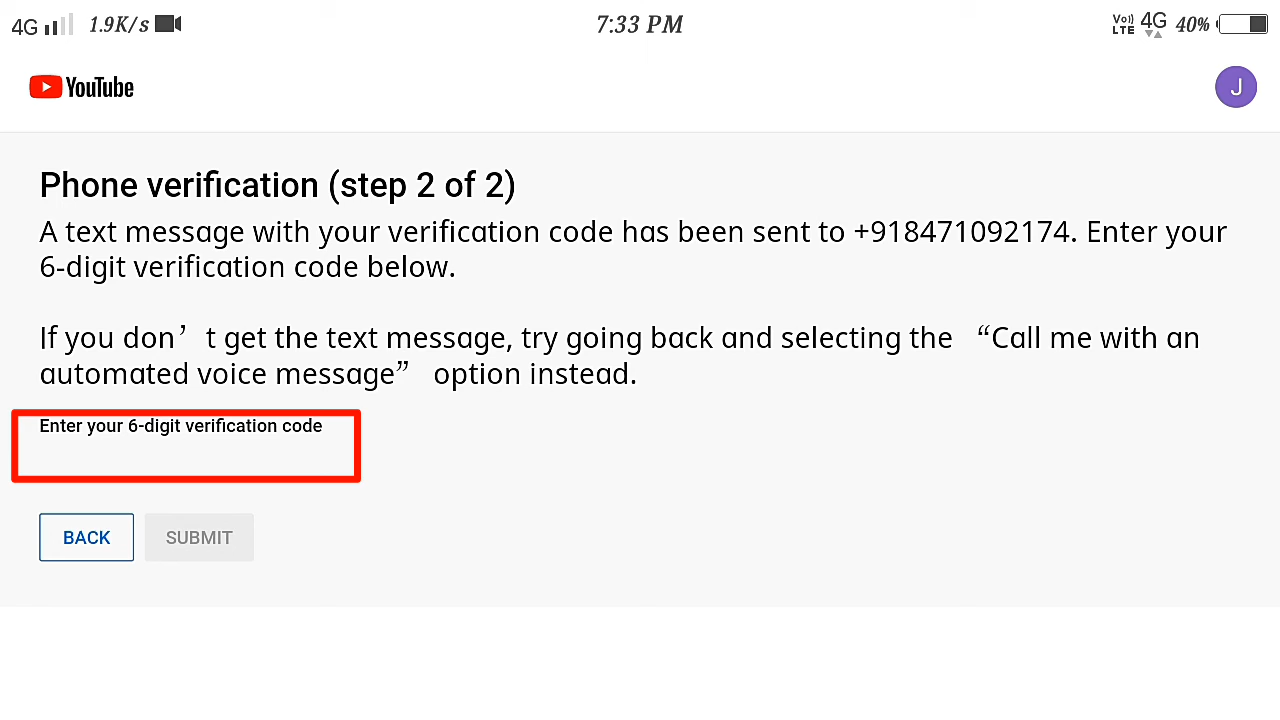 4G 1.9K/s 7:33 PM Vo)) LTE 4G 40%
YouTube J
Phone verification (step 2 of 2)
A text message with your verification code has been sent to +918471092174. Enter your
6-digit verification code below.
If you don’t get the text message, try going back and selecting the “Call me with an
automated voice message” option instead.
Enter your 6-digit verification code
BACK SUBMIT